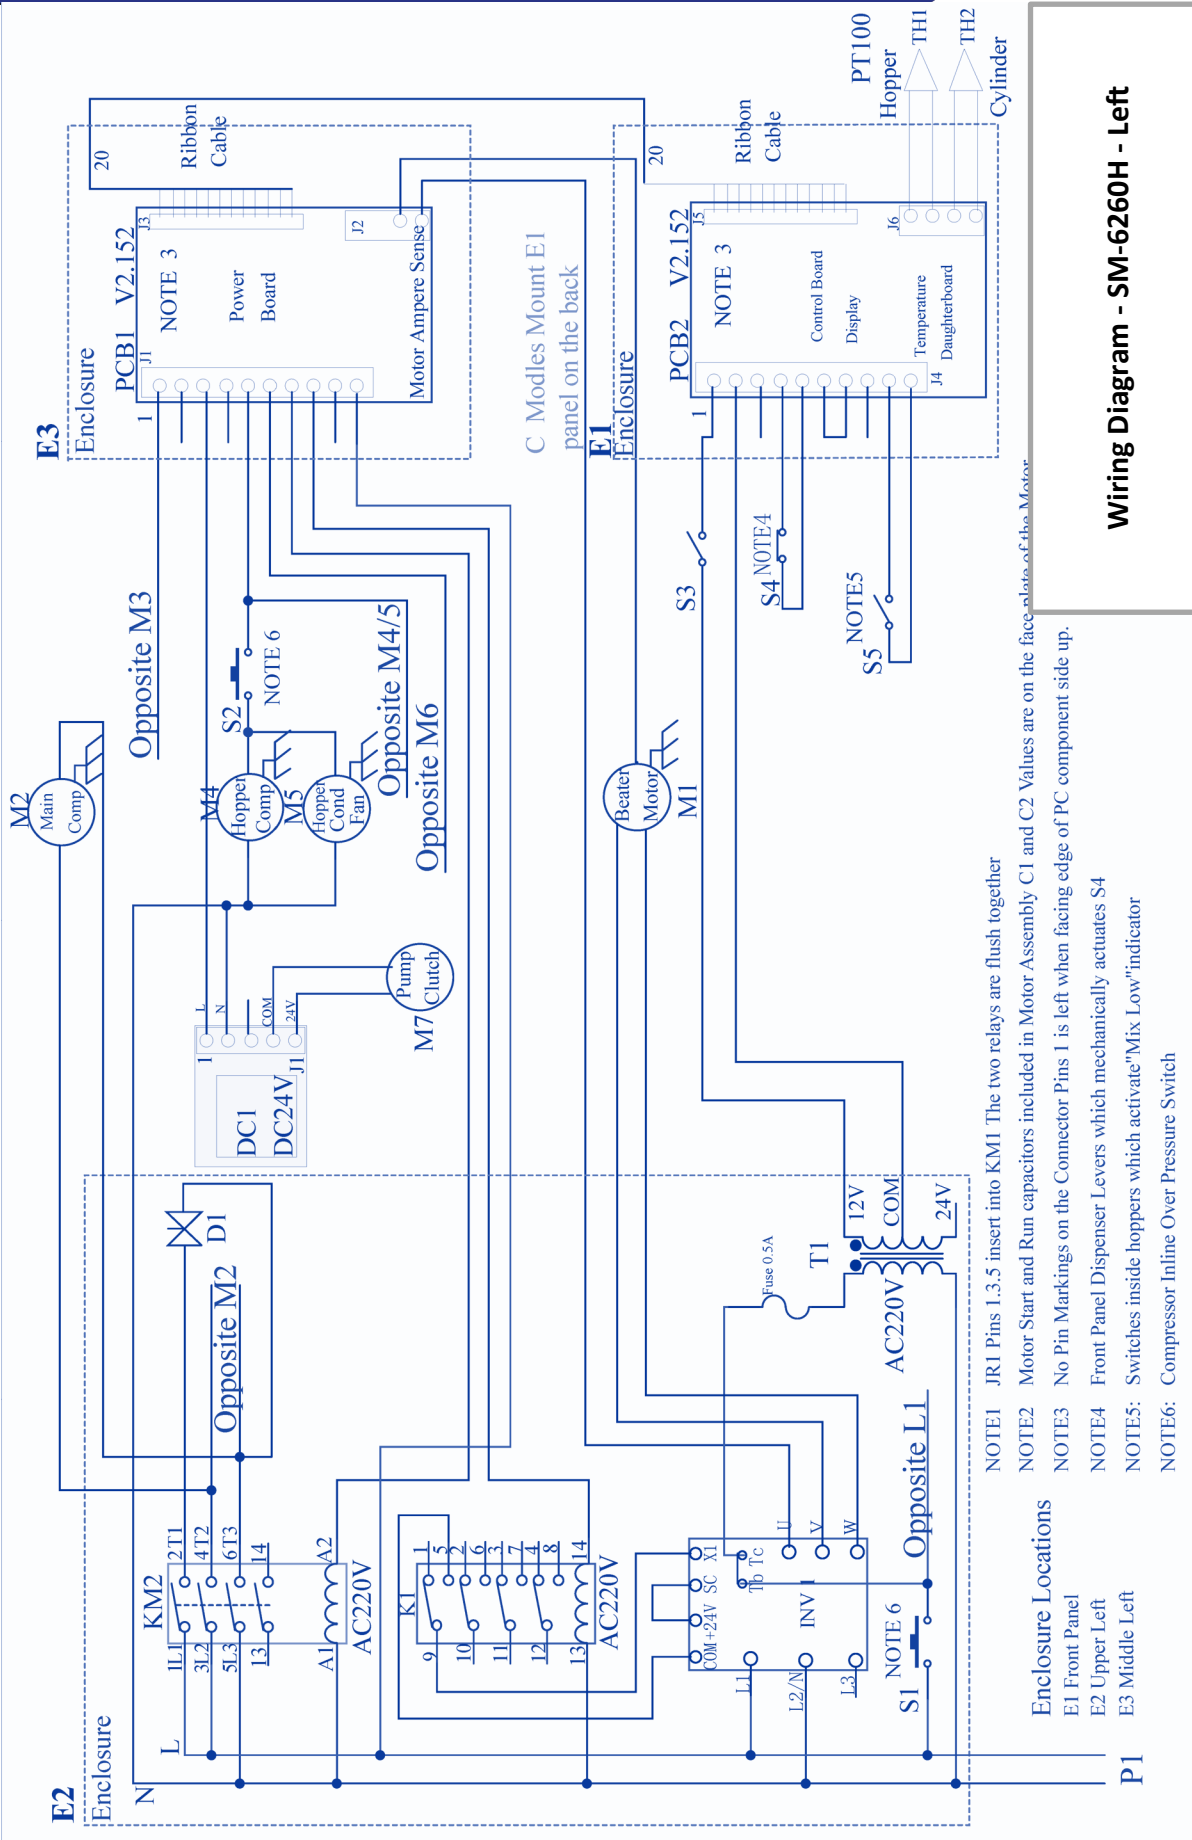 Wiring Diagram - SM-6260H - Left
E3
Enclosure
PCB1 V2.152
J1
1
NOTE 3
Power
Board
J3
J2
Motor Ampere Sense
20
Ribbon
Cable
C Modles Mount E1
panel on the back
E1
Enclosure
PCB2 V2.152
1
J5
NOTE 3
Control Board
Display
Temperature
Daughterboard
J4
J6
20
Ribbon
Cable
PT100
Hopper
TH1
TH2
Cylinder
M2
Main
Comp
Opposite M3
S2
NOTE 6
M4
Hopper
Comp
M5
Hopper
Cond
Fan
Opposite M4/5
Opposite M6
S3
S4
NOTE4
NOTE5
S5
Beater
Motor
M1
DC1
DC24V
1
J1
L
N
COM
24V
Pump
Clutch
M7
E2
Enclosure
N
L
KM2
1L1
3L2
5L3
13
2T1
4T2
6T3
14
A1
A2
AC220V
D1
Opposite M2
K1
9
10
11
12
13
1
5
2
6
3
7
4
8
14
AC220V
COM
+24V
SC
X1
Tb
Tc
INV 1
L1
L2/N
L3
U
V
W
S1
NOTE 6
Opposite L1
Fuse 0.5A
T1
AC220V
12V
COM
24V
P1
Enclosure Locations
E1 Front Panel
E2 Upper Left
E3 Middle Left
NOTE1 JR1 Pins 1.3.5 insert into KM1 The two relays are flush together
NOTE2 Motor Start and Run capacitors included in Motor Assembly C1 and C2 Values are on the face plate of the Motor
NOTE3 No Pin Markings on the Connector Pins 1 is left when facing edge of PC component side up.
NOTE4 Front Panel Dispenser Levers which mechanically actuates S4
NOTE5: Switches inside hoppers which activate"Mix Low"indicator
NOTE6: Compressor Inline Over Pressure Switch